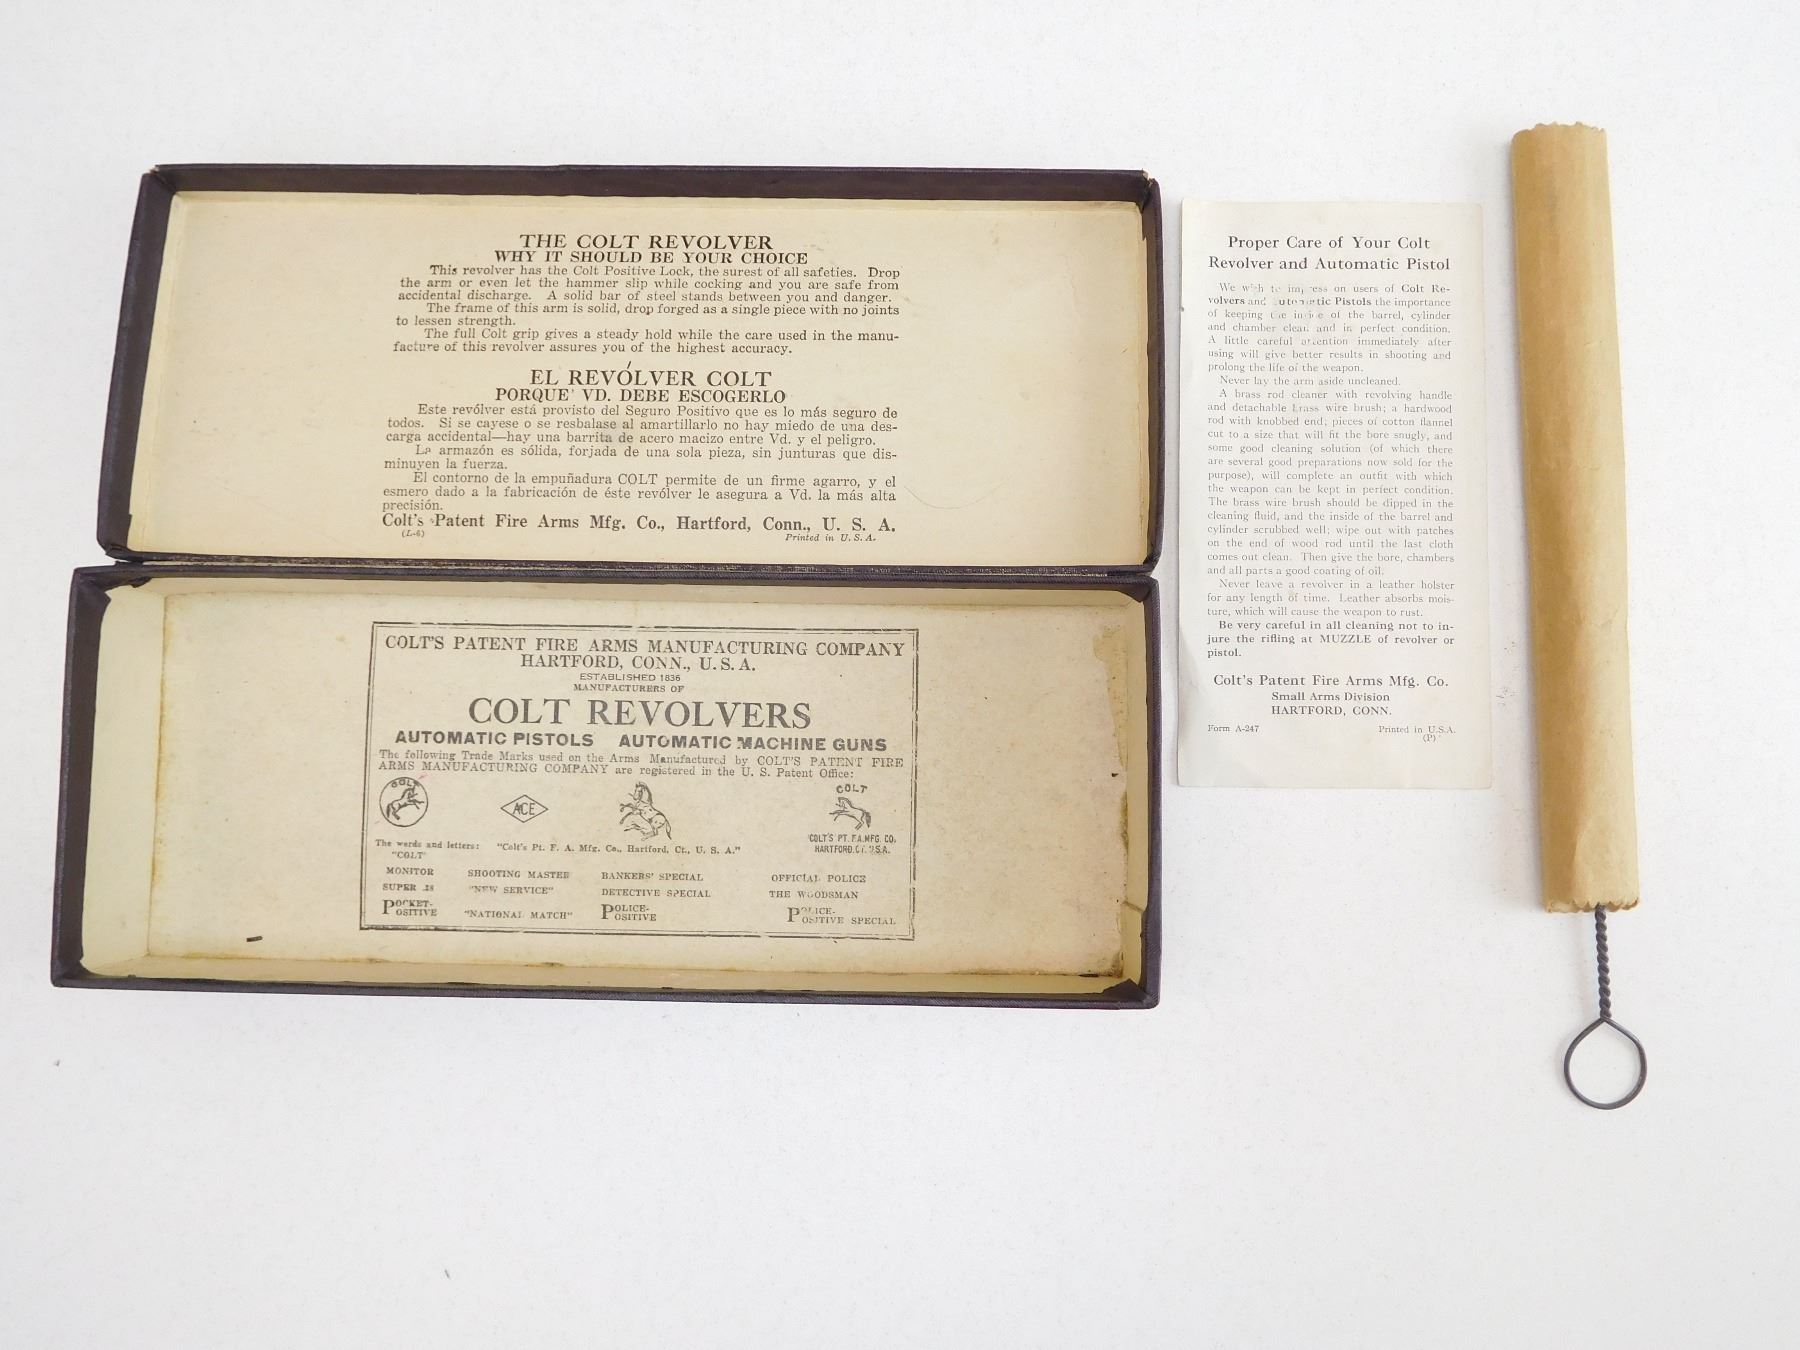 THE COLT REVOLVER
WHY IT SHOULD BE YOUR CHOICE
This revolver has the Colt Positive Lock, the surest of all safeties. Drop
the arm or even let the hammer slip while cocking and you are safe from
accidental discharge. A solid bar of steel stands between you and danger.
The frame of this arm is solid, drop forged as a single piece with no joints
to lessen strength.
The full Colt grip gives a steady hold while the care used in the manu-
facture of this revolver assures you of the highest accuracy.
EL REVÓLVER COLT
PORQUE' VD. DEBE ESCOGERLO
Este revólver está provisto del Seguro Positivo que es lo más seguro de
todos. Si se cayese o se resbalase al amartillarlo no hay miedo de una des-
carga accidental—hay una barrita de acero macizo entre Vd. y el peligro.
La armazón es sólida, forjada de una sola pieza, sin junturas que dis-
minuyen la fuerza.
El contorno de la empuñadura COLT permite de un firme agarro, y el
esmero dado a la fabricación de éste revólver le asegura a Vd. la más alta
precisión.
Colt's Patent Fire Arms Mfg. Co., Hartford, Conn., U. S. A.
(L-6) Printed in U. S. A.
COLT'S PATENT FIRE ARMS MANUFACTURING COMPANY
HARTFORD, CONN., U. S. A.
ESTABLISHED 1836
MANUFACTURERS OF
COLT REVOLVERS
AUTOMATIC PISTOLS AUTOMATIC MACHINE GUNS
The following Trade Marks used on the Arms Manufactured by COLT'S PATENT FIRE
ARMS MANUFACTURING COMPANY are registered in the U. S. Patent Office:
COLT ACE COLT
COLT'S PT. F.A. MFG. CO.
HARTFORD, CT. U.S.A.
The words and letters: "Colt's Pt. F. A. Mfg. Co., Hartford, Ct., U. S. A."
"COLT"
MONITOR SHOOTING MASTER BANKERS' SPECIAL OFFICIAL POLICE
SUPER .38 "NEW SERVICE" DETECTIVE SPECIAL THE WOODSMAN
POCKET-POSITIVE "NATIONAL MATCH" POLICE-POSITIVE POLICE-POSITIVE SPECIAL
Proper Care of Your Colt
Revolver and Automatic Pistol
We wish to impress on users of Colt Re-
volvers and Automatic Pistols the importance
of keeping the inside of the barrel, cylinder
and chamber clean and in perfect condition.
A little careful attention immediately after
using will give better results in shooting and
prolong the life of the weapon.
Never lay the arm aside uncleaned.
A brass rod cleaner with revolving handle
and detachable brass wire brush; a hardwood
rod with knobbed end; pieces of cotton flannel
cut to a size that will fit the bore snugly, and
some good cleaning solution (of which there
are several good preparations now sold for the
purpose), will complete an outfit with which
the weapon can be kept in perfect condition.
The brass wire brush should be dipped in the
cleaning fluid, and the inside of the barrel and
cylinder scrubbed well; wipe out with patches
on the end of wood rod until the last cloth
comes out clean. Then give the bore, chambers
and all parts a good coating of oil.
Never leave a revolver in a leather holster
for any length of time. Leather absorbs mois-
ture, which will cause the weapon to rust.
Be very careful in all cleaning not to in-
jure the rifling at MUZZLE of revolver or
pistol.
Colt's Patent Fire Arms Mfg. Co.
Small Arms Division
HARTFORD, CONN.
Form A-247 Printed in U.S.A.
(P)